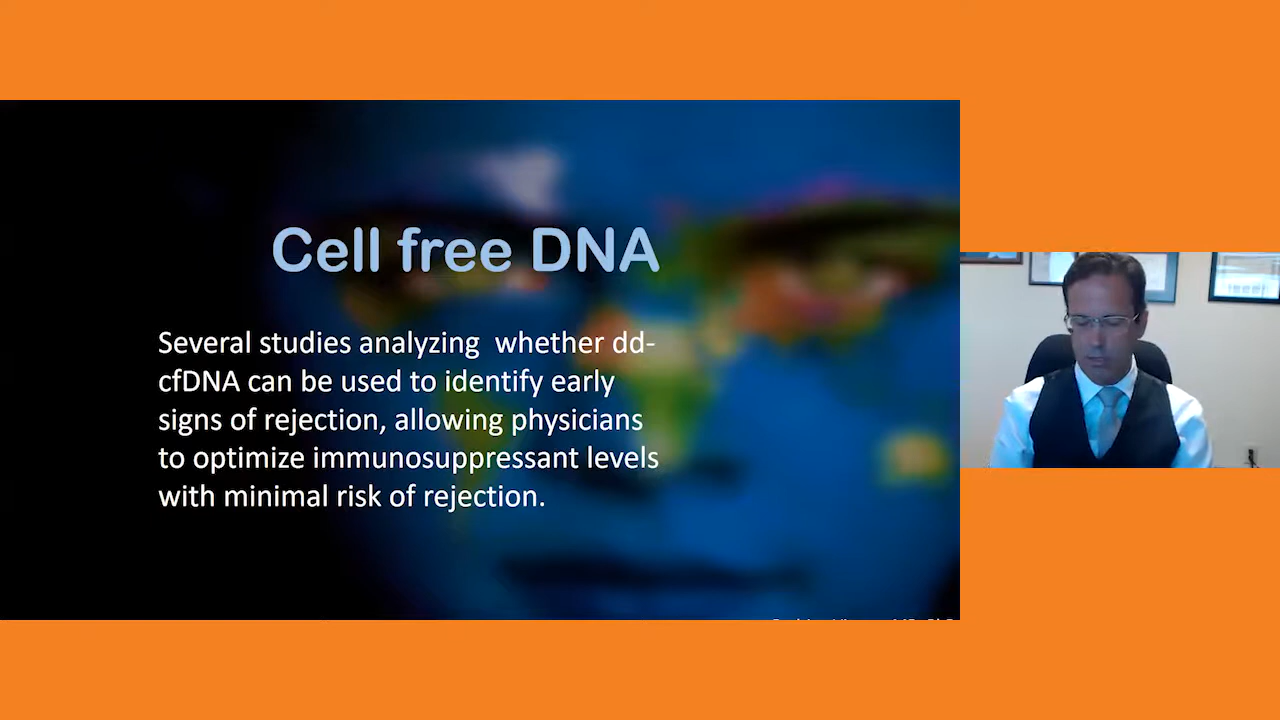 Cell free DNA
Several studies analyzing whether dd-
cfDNA can be used to identify early
signs of rejection, allowing physicians
to optimize immunosuppressant levels
with minimal risk of rejection.